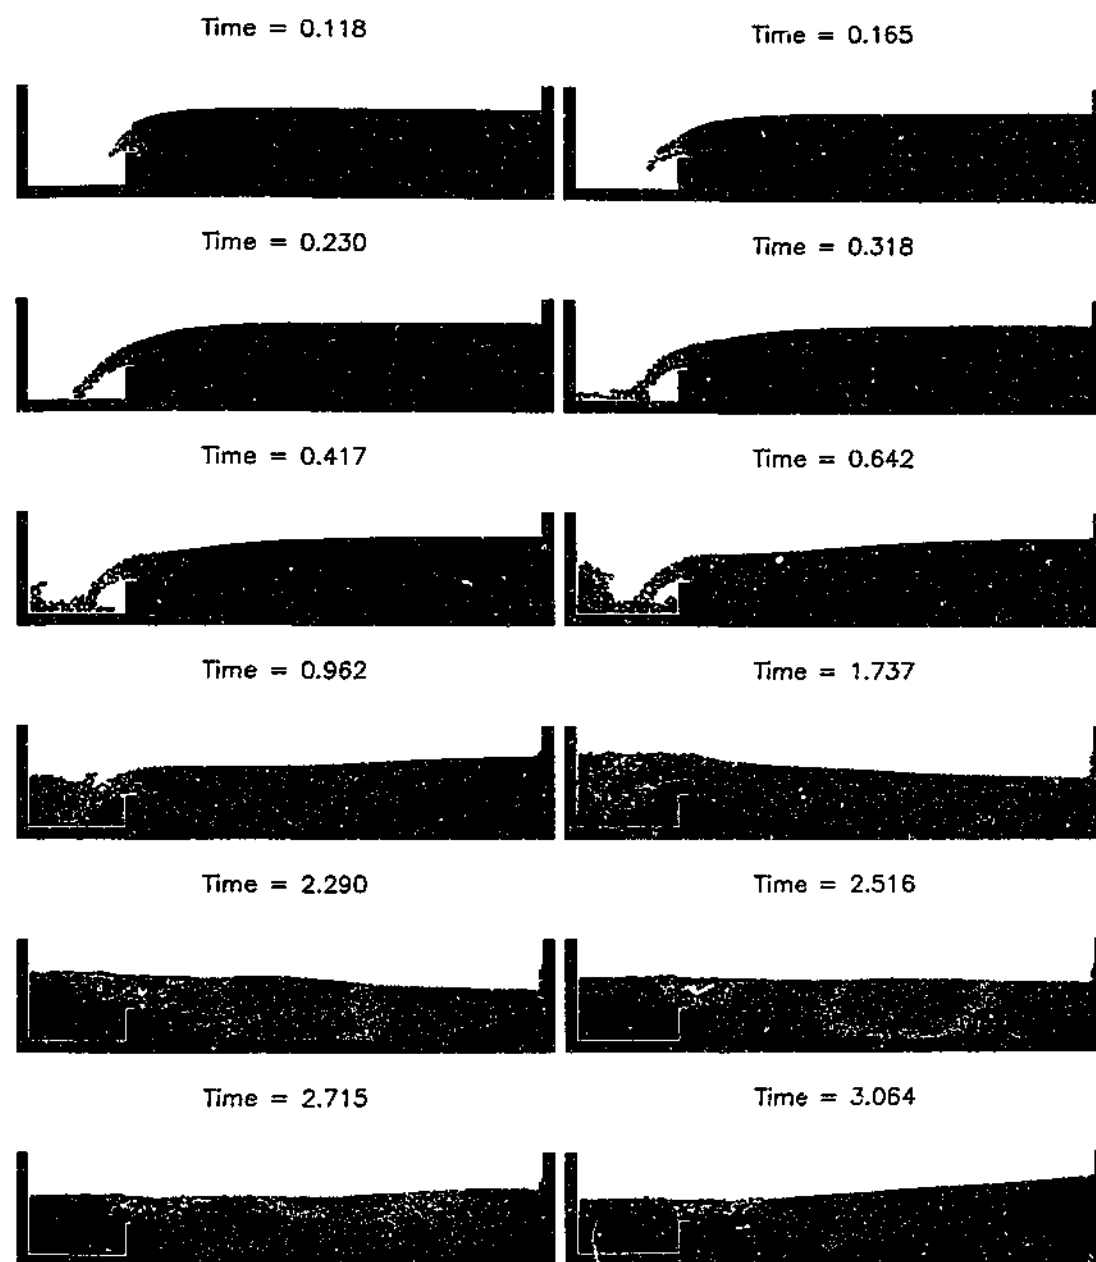 Time = 0.118
Time = 0.165
Time = 0.230
Time = 0.318
Time = 0.417
Time = 0.642
Time = 0.962
Time = 1.737
Time = 2.290
Time = 2.516
Time = 2.715
Time = 3.064